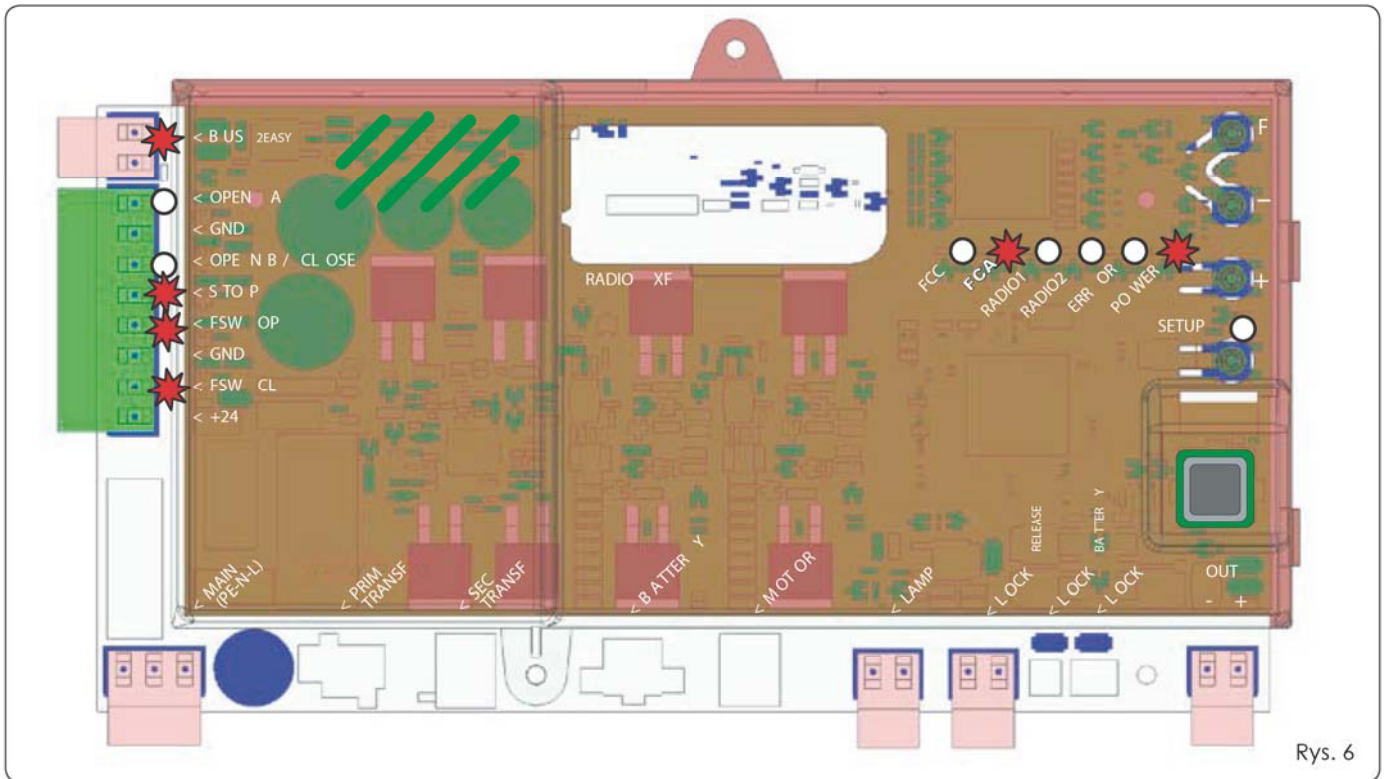 < B US 2EASY
< OPEN A
< GND
< OPE N B / CL OSE
< S TO P
< FSW OP
< GND
< FSW CL
< +24
RADIO XF
FCC
FCA
RADIO1
RADIO2
ERR OR
PO WER
F
-
+
SETUP
< MAIN
(PE-N-L)
< PRIM
TRANSF
< SEC
TRANSF
< B ATTER Y
< M OT OR
< LAMP
< L OCK
RELEASE
< L OCK
BA TTER Y
< LOCK
OUT
- +
Rys. 6